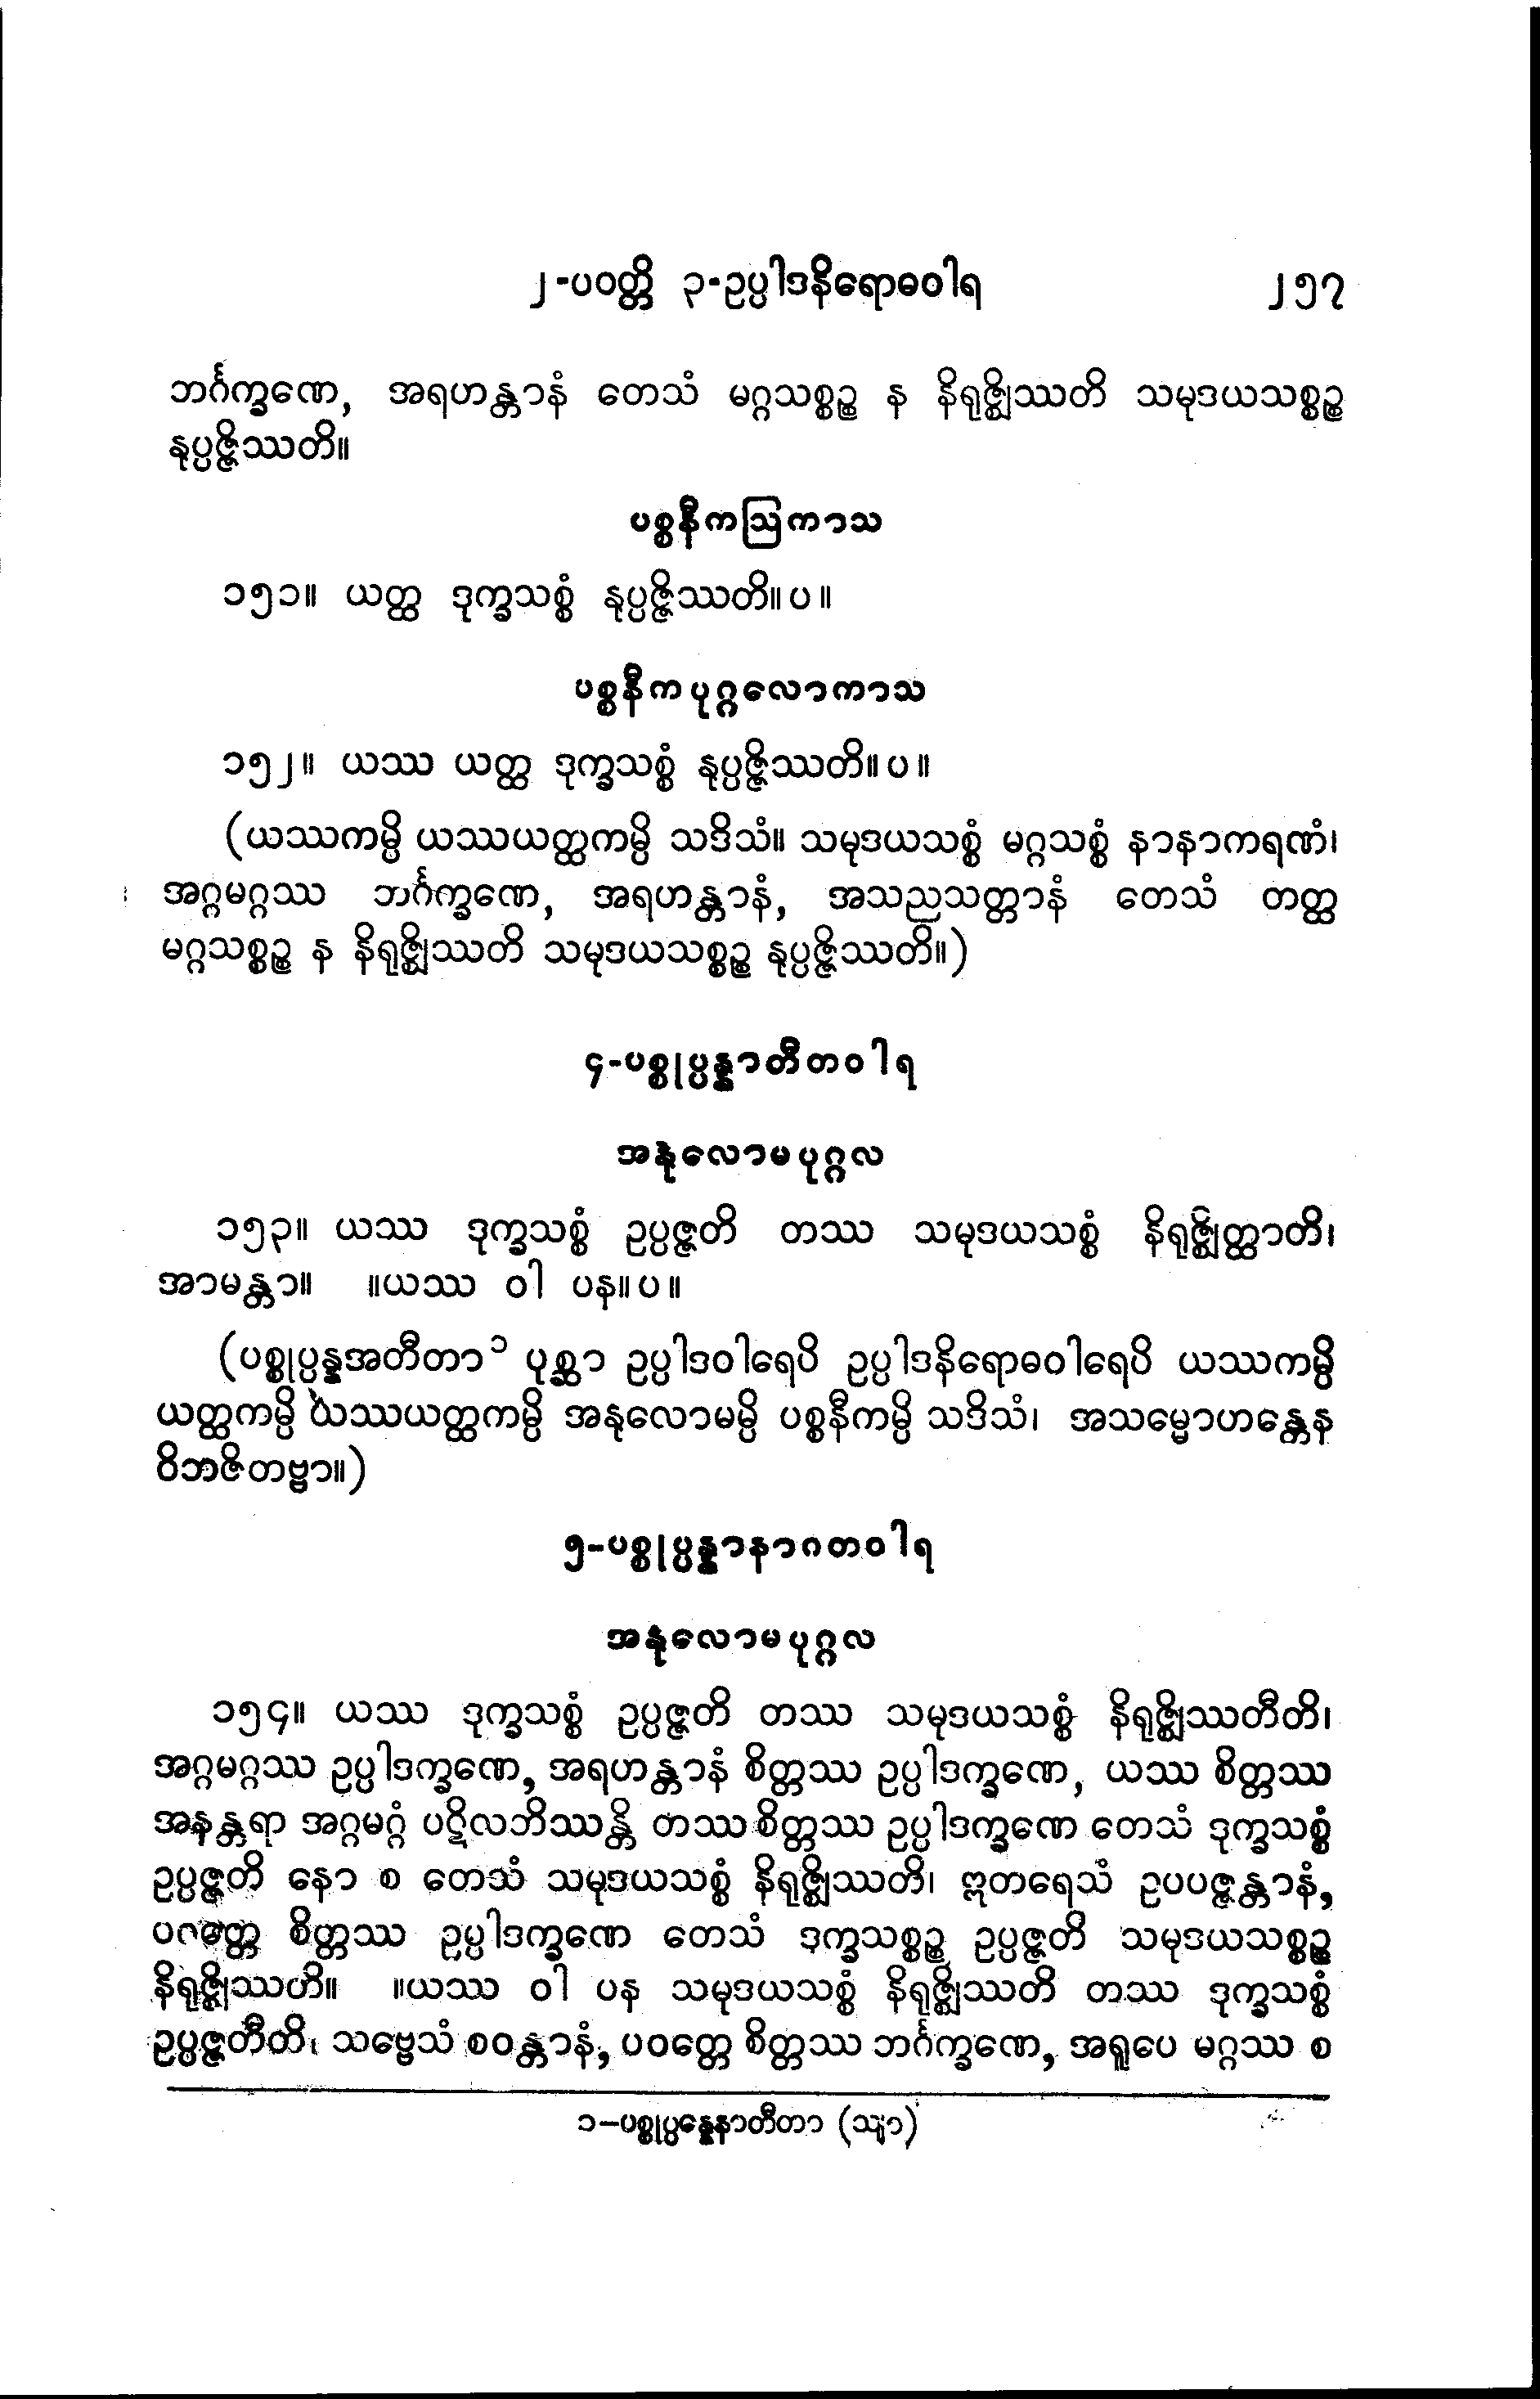 ၂-ပဝတ္တိ ၃-ဥပ္ပါဒနိရောဓဝါရ ၂၅၇
ဘင်္ဂက္ခဏေ, အရဟန္တာနံ တေသံ မဂ္ဂသစ္စဉ္စ န နိရုဇ္ဈိဿတိ သမုဒယသစ္စဉ္စ
နုပ္ပဇ္ဇိဿတိ။
ပစ္စနီကဩကာသ
၁၅၁။ ယတ္ထ ဒုက္ခသစ္စံ နုပ္ပဇ္ဇိဿတိ။ပ။
ပစ္စနီကပုဂ္ဂလောကာသ
၁၅၂။ ယဿ ယတ္ထ ဒုက္ခသစ္စံ နုပ္ပဇ္ဇိဿတိ။ပ။
(ယဿကမ္ပိ ယဿယတ္ထကမ္ပိ သဒိသံ။ သမုဒယသစ္စံ မဂ္ဂသစ္စံ နာနာကရဏံ၊
အဂ္ဂမဂ္ဂဿ ဘင်္ဂက္ခဏေ, အရဟန္တာနံ, အသညသတ္တာနံ တေသံ တတ္ထ
မဂ္ဂသစ္စဉ္စ န နိရုဇ္ဈိဿတိ သမုဒယသစ္စဉ္စ နုပ္ပဇ္ဇိဿတိ။)
၄-ပစ္စုပ္ပန္နာတီတဝါရ
အနုလောမပုဂ္ဂလ
၁၅၃။ ယဿ ဒုက္ခသစ္စံ ဥပ္ပဇ္ဇတိ တဿ သမုဒယသစ္စံ နိရုဇ္ဈိတ္ထာတိ၊
အာမန္တာ။ ။ယဿ ဝါ ပန။ပ။
(ပစ္စုပ္ပန္နအတီတာ၁ ပုစ္ဆာ ဥပ္ပါဒဝါရေပိ ဥပ္ပါဒနိရောဓဝါရေပိ ယဿကမ္ပိ
ယတ္ထကမ္ပိ ယဿယတ္ထကမ္ပိ အနုလောမမ္ပိ ပစ္စနီကမ္ပိ သဒိသံ၊ အသမ္မောဟန္တေန
ဝိဘဇိတဗ္ဗာ။)
၅-ပစ္စုပ္ပန္နာနာဂတဝါရ
အနုလောမပုဂ္ဂလ
၁၅၄။ ယဿ ဒုက္ခသစ္စံ ဥပ္ပဇ္ဇတိ တဿ သမုဒယသစ္စံ နိရုဇ္ဈိဿတီတိ၊
အဂ္ဂမဂ္ဂဿ ဥပ္ပါဒက္ခဏေ, အရဟန္တာနံ စိတ္တဿ ဥပ္ပါဒက္ခဏေ, ယဿ စိတ္တဿ
အနန္တရာ အဂ္ဂမဂ္ဂံ ပဋိလဘိဿန္တိ တဿ စိတ္တဿ ဥပ္ပါဒက္ခဏေ တေသံ ဒုက္ခသစ္စံ
ဥပ္ပဇ္ဇတိ နော စ တေသံ သမုဒယသစ္စံ နိရုဇ္ဈိဿတိ၊ ဣတရေသံ ဥပပဇ္ဇန္တာနံ,
ပဝတ္တေ စိတ္တဿ ဥပ္ပါဒက္ခဏေ တေသံ ဒုက္ခသစ္စဉ္စ ဥပ္ပဇ္ဇတိ သမုဒယသစ္စဉ္စ
နိရုဇ္ဈိဿတိ။ ။ယဿ ဝါ ပန သမုဒယသစ္စံ နိရုဇ္ဈိဿတိ တဿ ဒုက္ခသစ္စံ
ဥပ္ပဇ္ဇတီတိ၊ သဗ္ဗေသံ စဝန္တာနံ, ပဝတ္တေ စိတ္တဿ ဘင်္ဂက္ခဏေ, အရူပေ မဂ္ဂဿ စ
၁–ပစ္စုပ္ပန္နေနာတီတာ (သျာ)